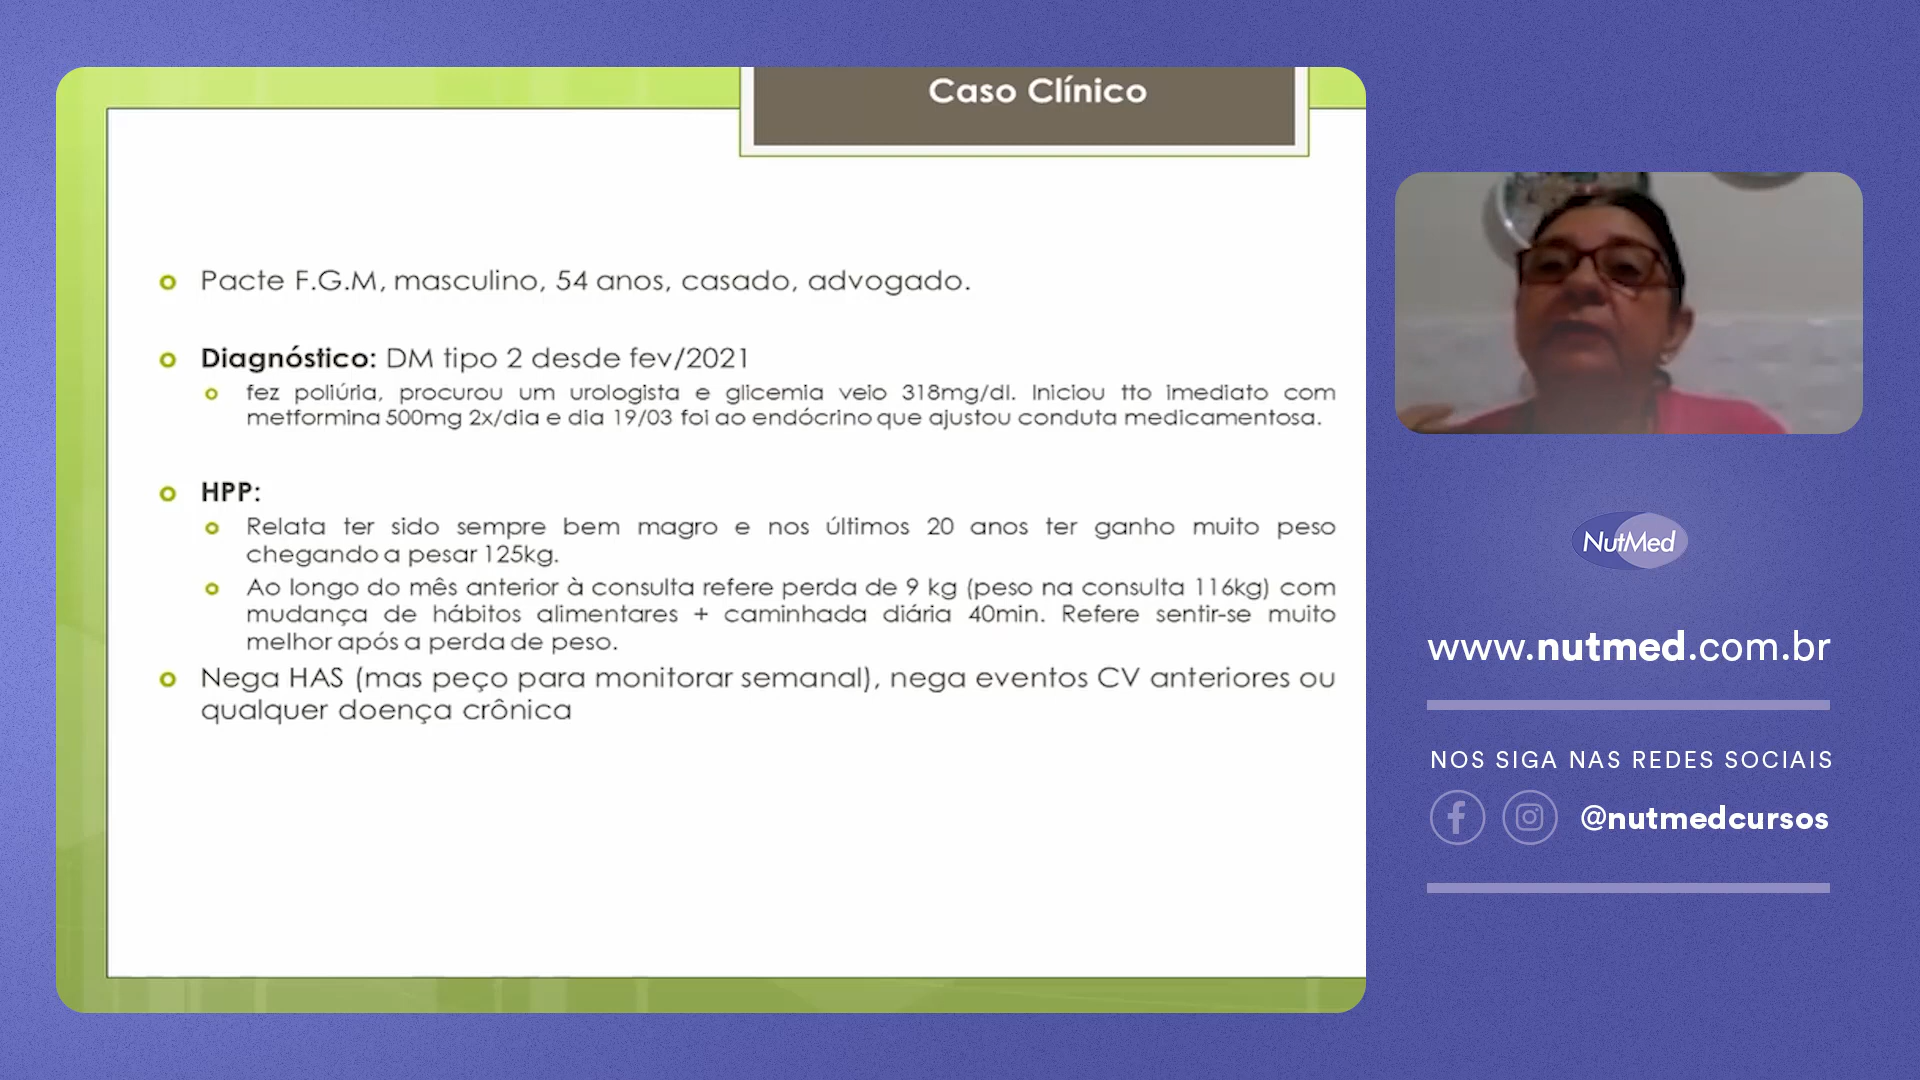 Caso Clínico
Pacte F.G.M, masculino, 54 anos, casado, advogado.
Diagnóstico: DM tipo 2 desde fev/2021
fez poliúria, procurou um urologista e glicemia veio 318mg/dl. Iniciou tto imediato com
metformina 500mg 2x/dia e dia 19/03 foi ao endócrino que ajustou conduta medicamentosa.
HPP:
Relata ter sido sempre bem magro e nos últimos 20 anos ter ganho muito peso
chegando a pesar 125kg.
Ao longo do mês anterior à consulta refere perda de 9 kg (peso na consulta 116kg) com
mudança de hábitos alimentares + caminhada diária 40min. Refere sentir-se muito
melhor após a perda de peso.
Nega HAS (mas peço para monitorar semanal), nega eventos CV anteriores ou
qualquer doença crônica
NutMed
www.nutmed.com.br
NOS SIGA NAS REDES SOCIAIS
@nutmedcursos